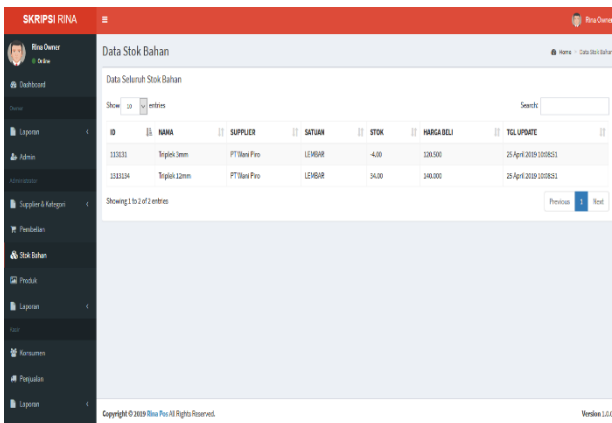 SKRIPSI RINA
Rina Owner
Rina Owner
Online
Data Stok Bahan
Home
Data Stok Bahan
Dashboard
Owner
Laporan
Admin
Administrator
Supplier & Kategori
Pembelian
Stok Bahan
Produk
Laporan
Kasir
Konsumen
Penjualan
Laporan
Data Seluruh Stok Bahan
Show 10 entries
Search:
ID NAMA SUPPLIER SATUAN STOK HARGA BELI TGL UPDATE
113131 Triplek 3mm PT Wani Piro LEMBAR -4.00 120.500 25 April 2019 10:08:51
1313134 Triplek 12mm PT Wani Piro LEMBAR 34.00 140.000 25 April 2019 10:08:51
Showing 1 to 2 of 2 entries
Previous 1 Next
Copyright © 2019 Rina Pos All Rights Reserved.
Version 1.0.0